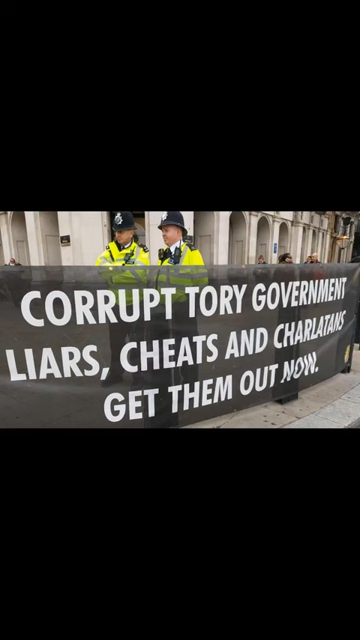 CORRUPT TORY GOVERNMENT
LIARS, CHEATS AND CHARLATANS
GET THEM OUT NOW.